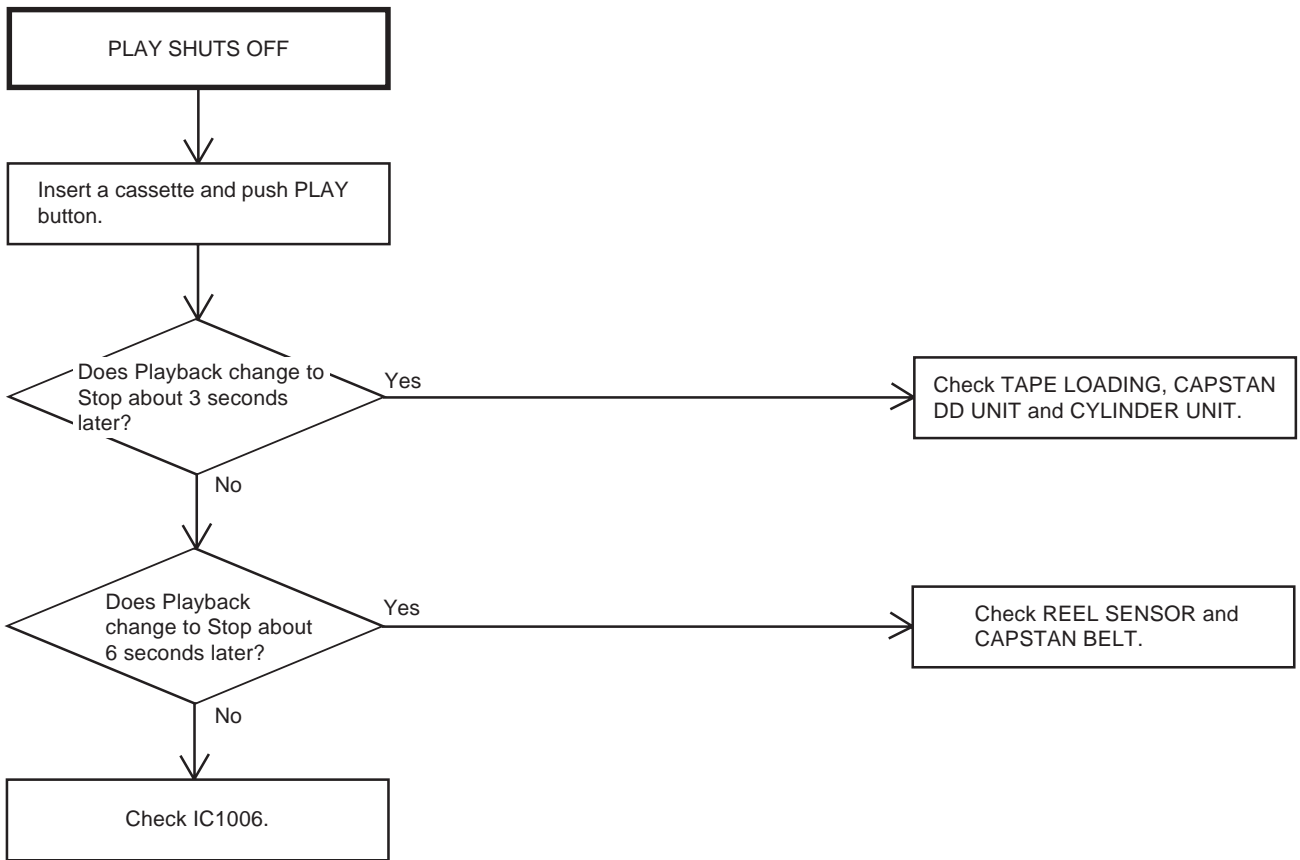 PLAY SHUTS OFF
Insert a cassette and push PLAY
button.
Does Playback change to
Stop about 3 seconds
later?
Yes
Check TAPE LOADING, CAPSTAN
DD UNIT and CYLINDER UNIT.
No
Does Playback
change to Stop about
6 seconds later?
Yes
Check REEL SENSOR and
CAPSTAN BELT.
No
Check IC1006.